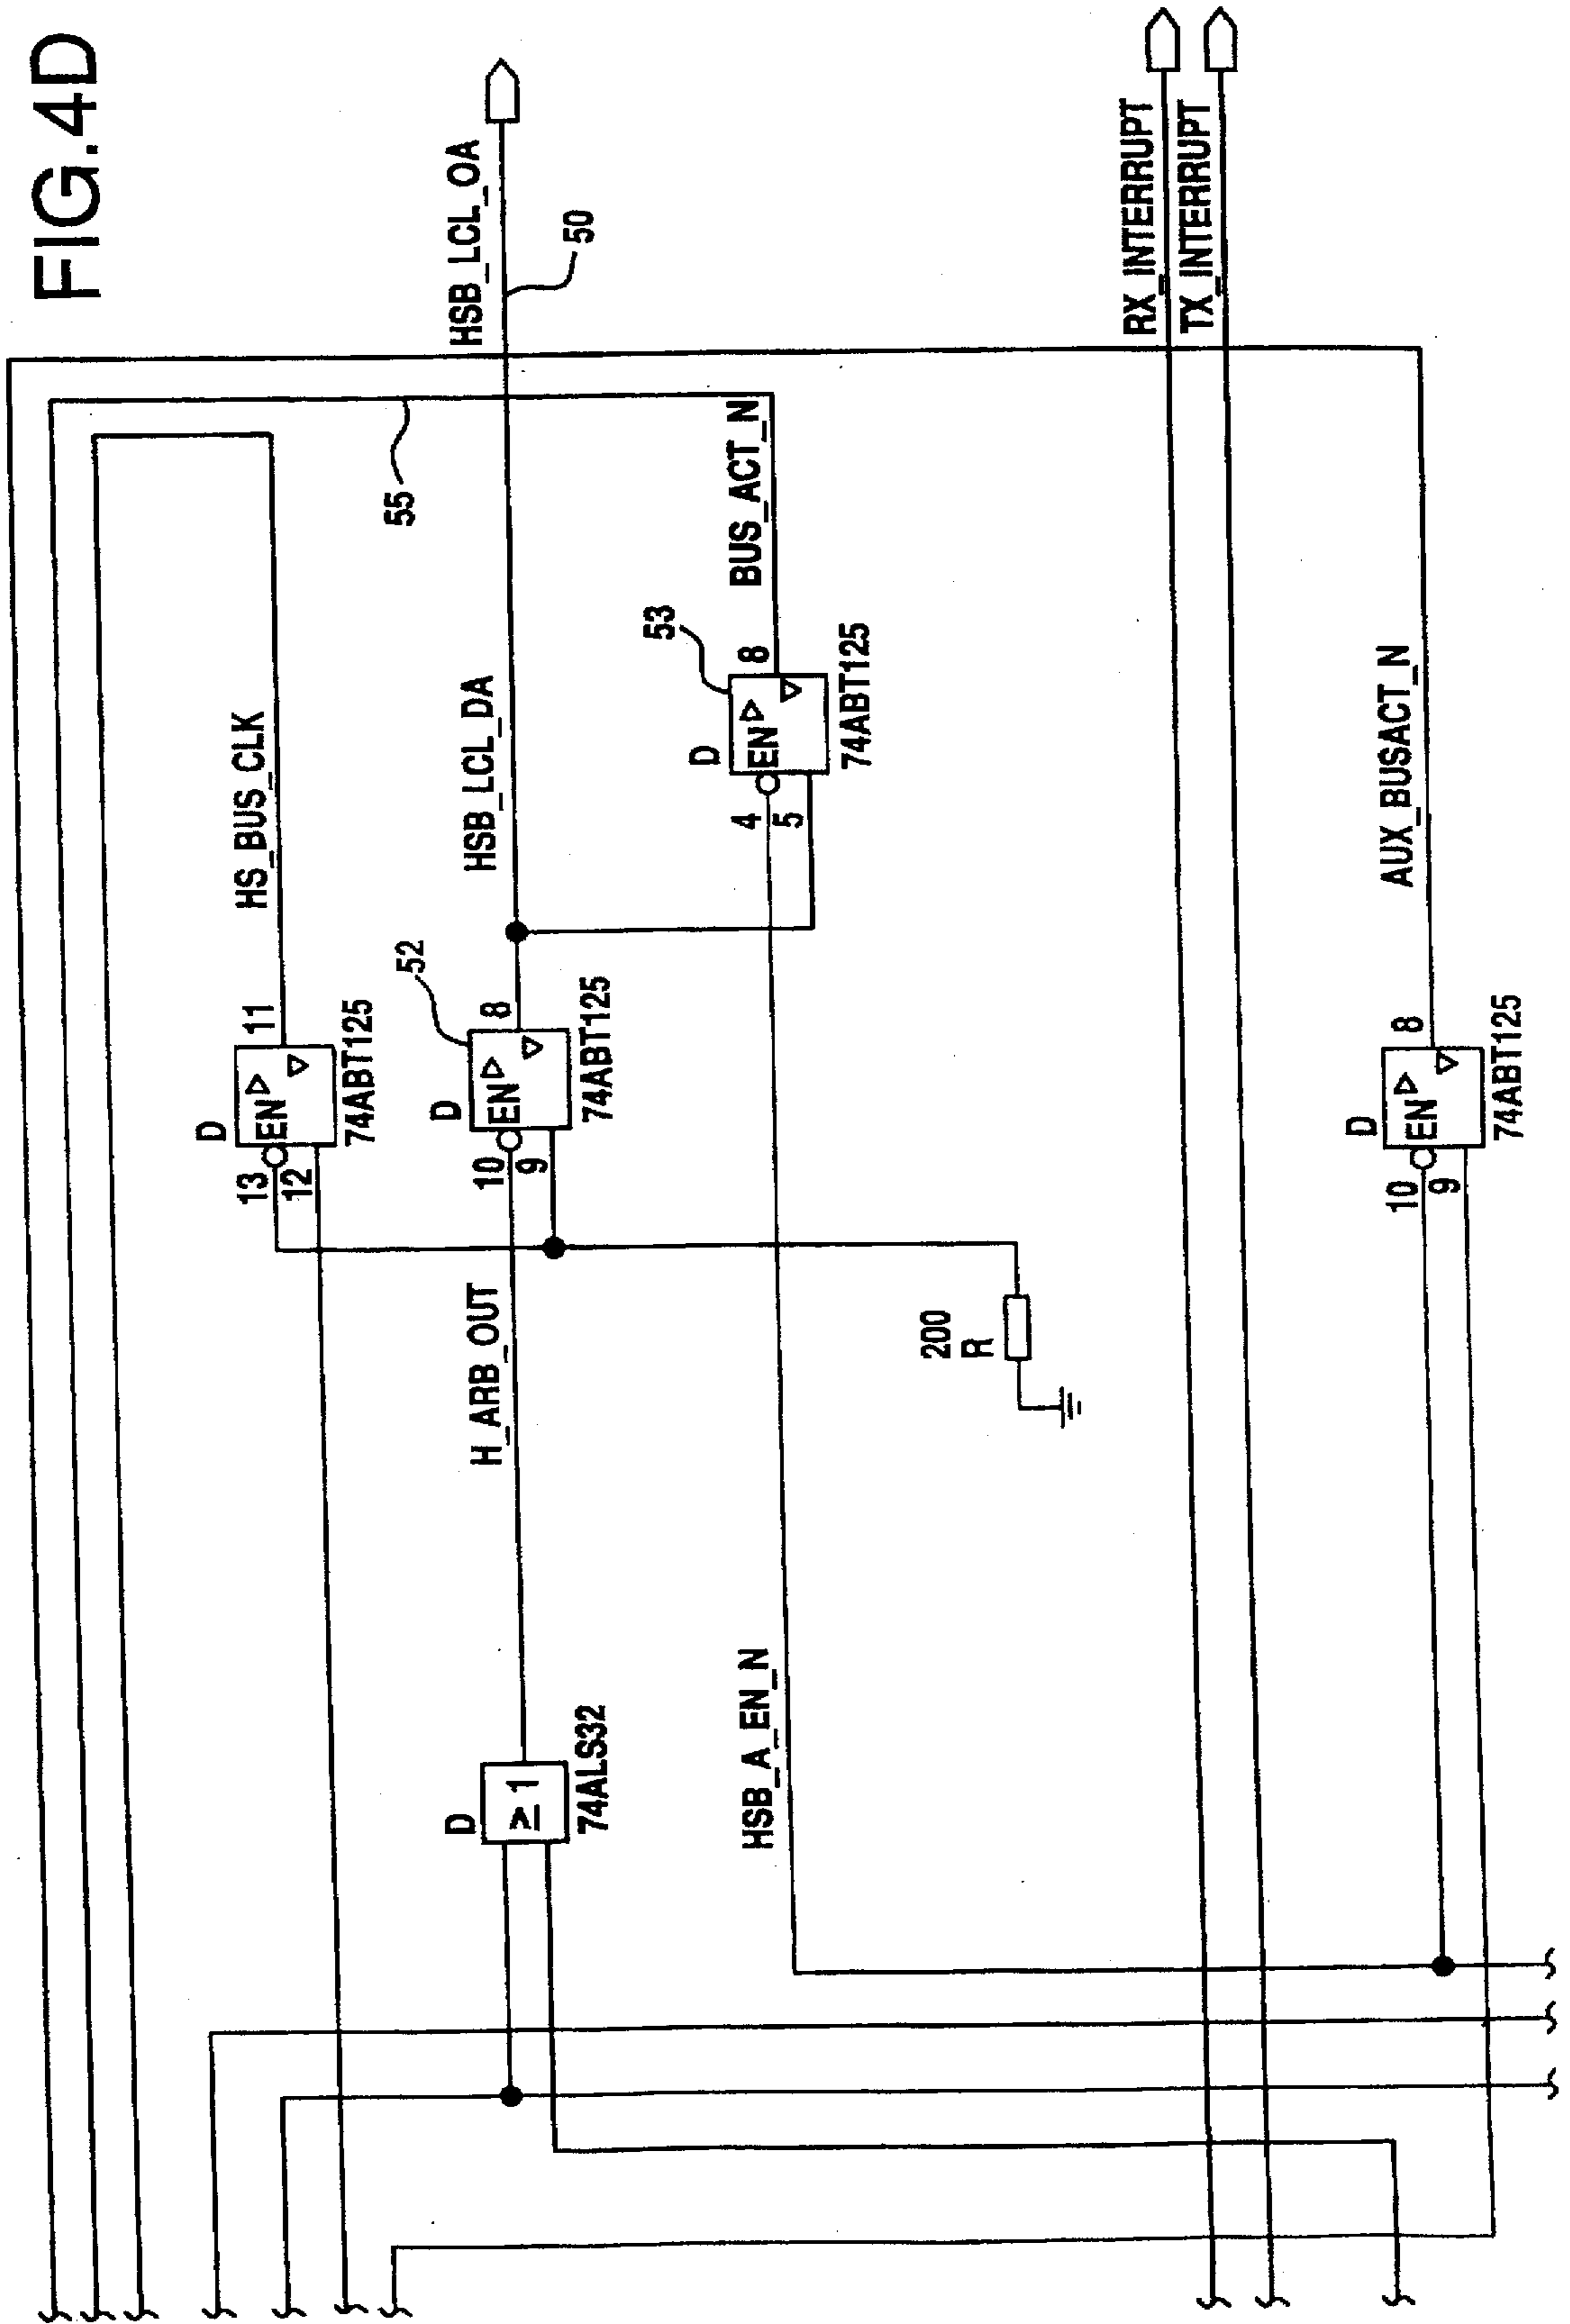 FIG.4D
HSB_LCL_OA
50
RX_INTERRUPT
TX_INTERRUPT
55
BUS_ACT_N
53
8
D
EN
4
5
74ABT125
HS_BUS_CLK
11
D
EN
13
12
74ABT125
HSB_LCL_DA
52
8
D
EN
10
9
74ABT125
AUX_BUSACT_N
8
D
EN
10
9
74ABT125
H_ARB_OUT
200
R
D
≥1
74ALS32
HSB_A_EN_N